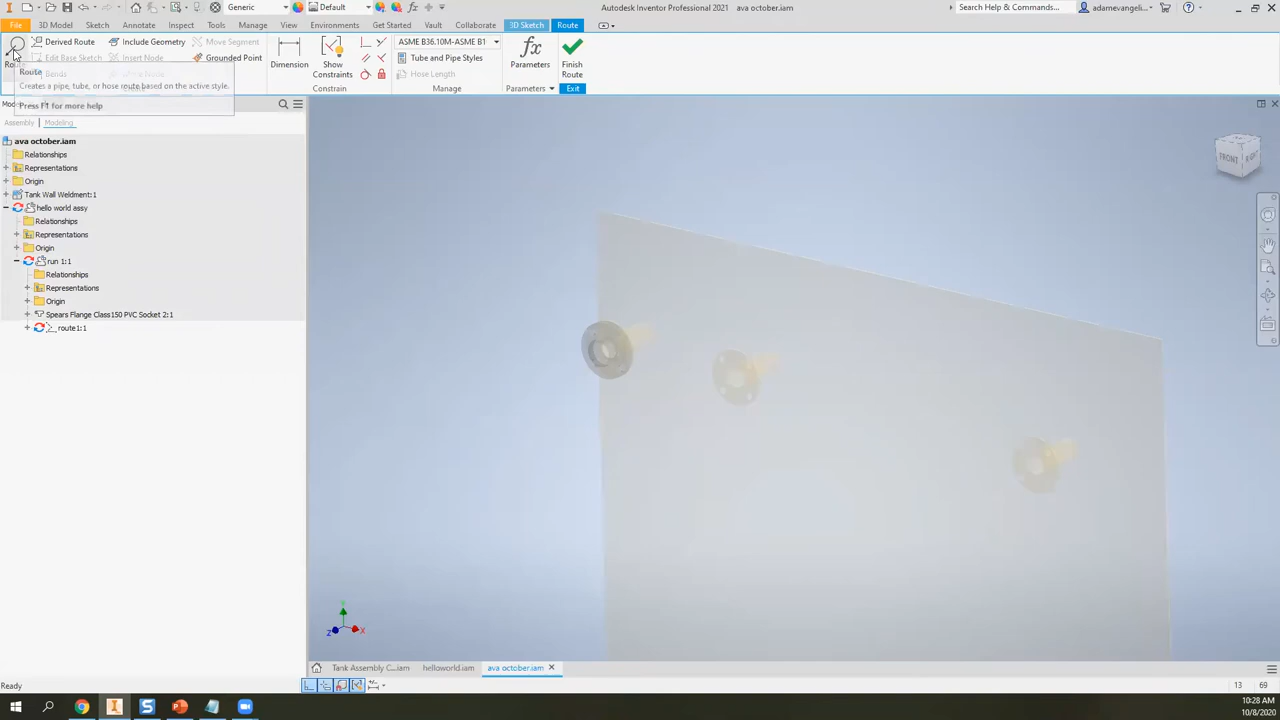 Generic
Default
Autodesk Inventor Professional 2021 ava october.iam
Search Help & Commands...
adamevangeli...
File
3D Model
Sketch
Annotate
Inspect
Tools
Manage
View
Environments
Get Started
Vault
Collaborate
3D Sketch
Route
Derived Route
Include Geometry
Move Segment
Edit Base Sketch
Insert Node
Grounded Point
Bends
Dimension
Show Constraints
Constrain
ASME B36.10M-ASME B1
Tube and Pipe Styles
Hose Length
Manage
Parameters
Parameters
Finish Route
Exit
Route
Creates a pipe, tube, or hose route based on the active style.
Press F1 for more help
Assembly
Modeling
ava october.iam
Relationships
Representations
Origin
Tank Wall Weldment:1
hello world assy
Relationships
Representations
Origin
run 1:1
Relationships
Representations
Origin
Spears Flange Class150 PVC Socket 2:1
route1:1
FRONT
RIGHT
Y
Z
X
Tank Assembly C...iam
helloworld.iam
ava october.iam
Ready
13
69
10:28 AM
10/8/2020